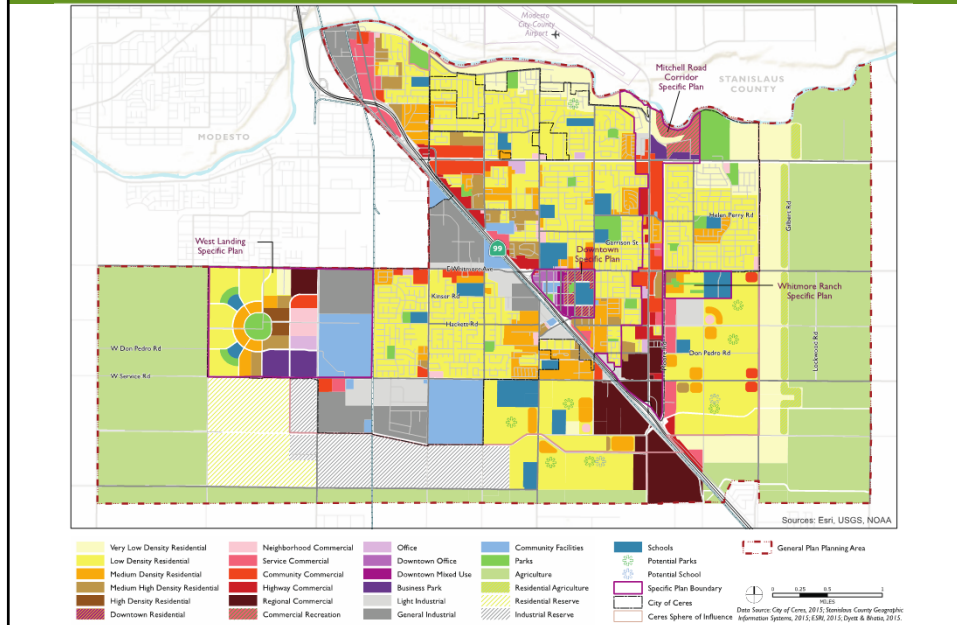 Modesto
City-County
Airport
Mitchell Road
Corridor
Specific Plan
STANISLAUS
COUNTY
MODESTO
Helen Perry Rd
Gilbert Rd
West Landing
Specific Plan
99
Garrison St
Downtown
Specific Plan
E Whitmore Ave
Whitmore Ranch
Specific Plan
Kinser Rd
Hackett Rd
W Don Pedro Rd
Don Pedro Rd
Lockwood Rd
W Service Rd
Sources: Esri, USGS, NOAA
Very Low Density Residential
Low Density Residential
Medium Density Residential
Medium High Density Residential
High Density Residential
Downtown Residential
Neighborhood Commercial
Service Commercial
Community Commercial
Highway Commercial
Regional Commercial
Commercial Recreation
Office
Downtown Office
Downtown Mixed Use
Business Park
Light Industrial
General Industrial
Community Facilities
Parks
Agriculture
Residential Agriculture
Residential Reserve
Industrial Reserve
Schools
Potential Parks
Potential School
Specific Plan Boundary
City of Ceres
Ceres Sphere of Influence
General Plan Planning Area
0 0.25 0.5 1
MILES
Data Source: City of Ceres, 2015; Stanislaus County Geographic
Information Systems, 2015; ESRI, 2015; Dyett & Bhatia, 2015.